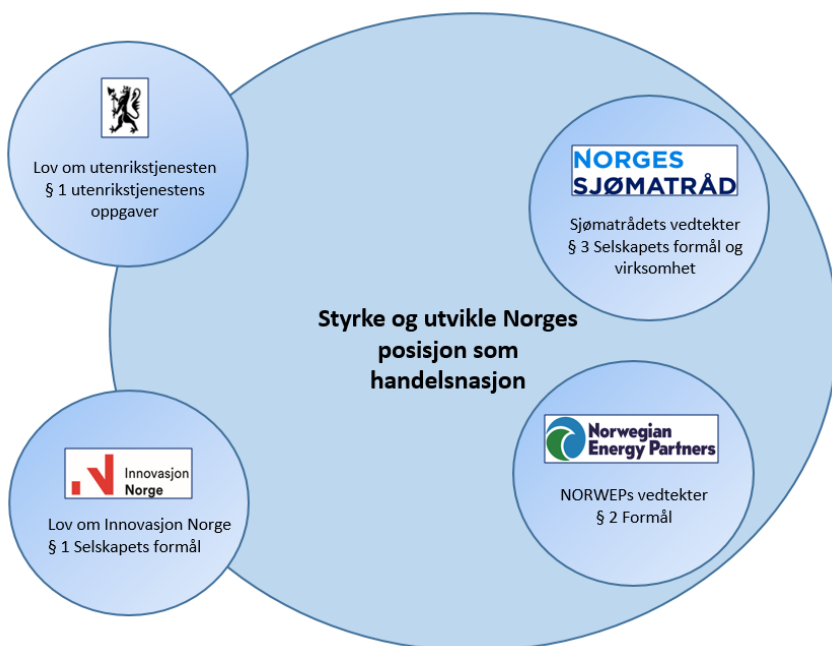 Lov om utenrikstjenesten
§ 1 utenrikstjenestens
oppgaver
NORGES
SJØMATRÅD
Sjømatrådets vedtekter
§ 3 Selskapets formål og
virksomhet
Styrke og utvikle Norges
posisjon som
handelsnasjon
Innovasjon
Norge
Lov om Innovasjon Norge
§ 1 Selskapets formål
Norwegian
Energy Partners
NORWEPs vedtekter
§ 2 Formål